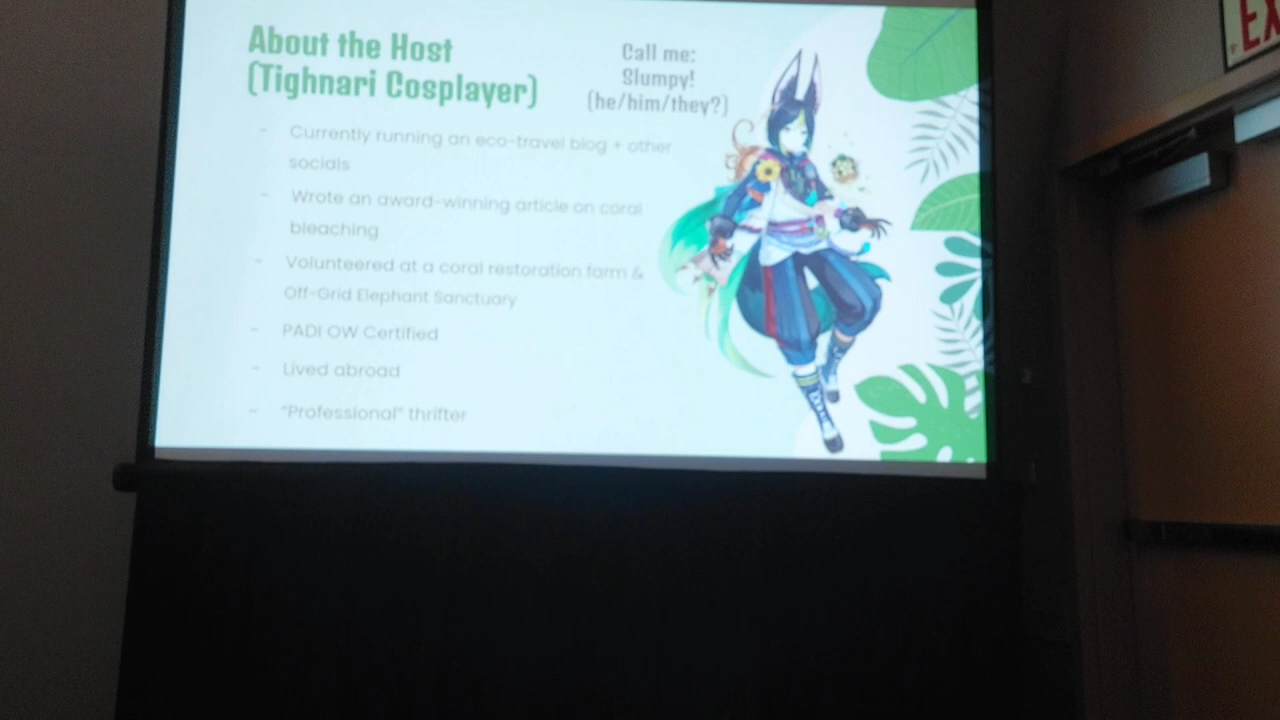 About the Host
(Tighnari Cosplayer)
Call me:
Slumpy!
(he/him/they?)
- Currently running an eco-travel blog + other
socials
- Wrote an award-winning article on coral
bleaching
- Volunteered at a coral restoration farm &
Off-Grid Elephant Sanctuary
- PADI OW Certified
- Lived abroad
- "Professional" thrifter
EX